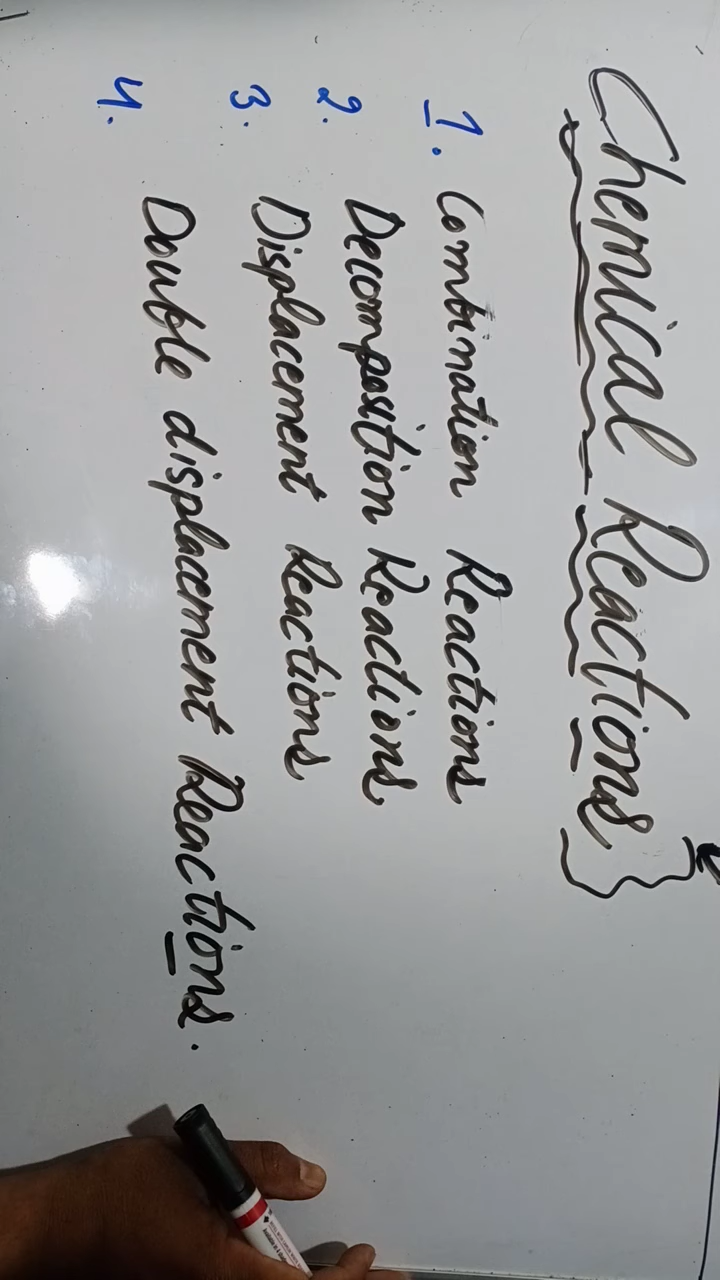 Chemical Reactions
1. Combination Reactions
2. Decomposition Reactions
3. Displacement Reactions
4. Double displacement Reactions.